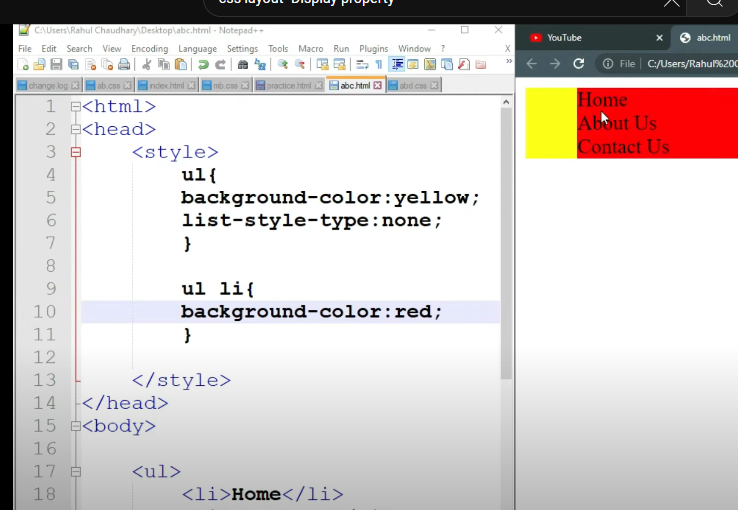 css layout "Display property"
C:\Users\Rahul Chaudhary\Desktop\abc.html - Notepad++
File Edit Search View Encoding Language Settings Tools Macro Run Plugins Window ? X
change.log ab.css index.html mb.css practice.html abc.html abd.css
1 <html>
2 <head>
3 <style>
4 ul{
5 background-color:yellow;
6 list-style-type:none;
7 }
8
9 ul li{
10 background-color:red;
11 }
12
13 </style>
14 </head>
15 <body>
16
17 <ul>
18 <li>Home</li>
YouTube
abc.html
File C:/Users/Rahul%20C
Home
About Us
Contact Us